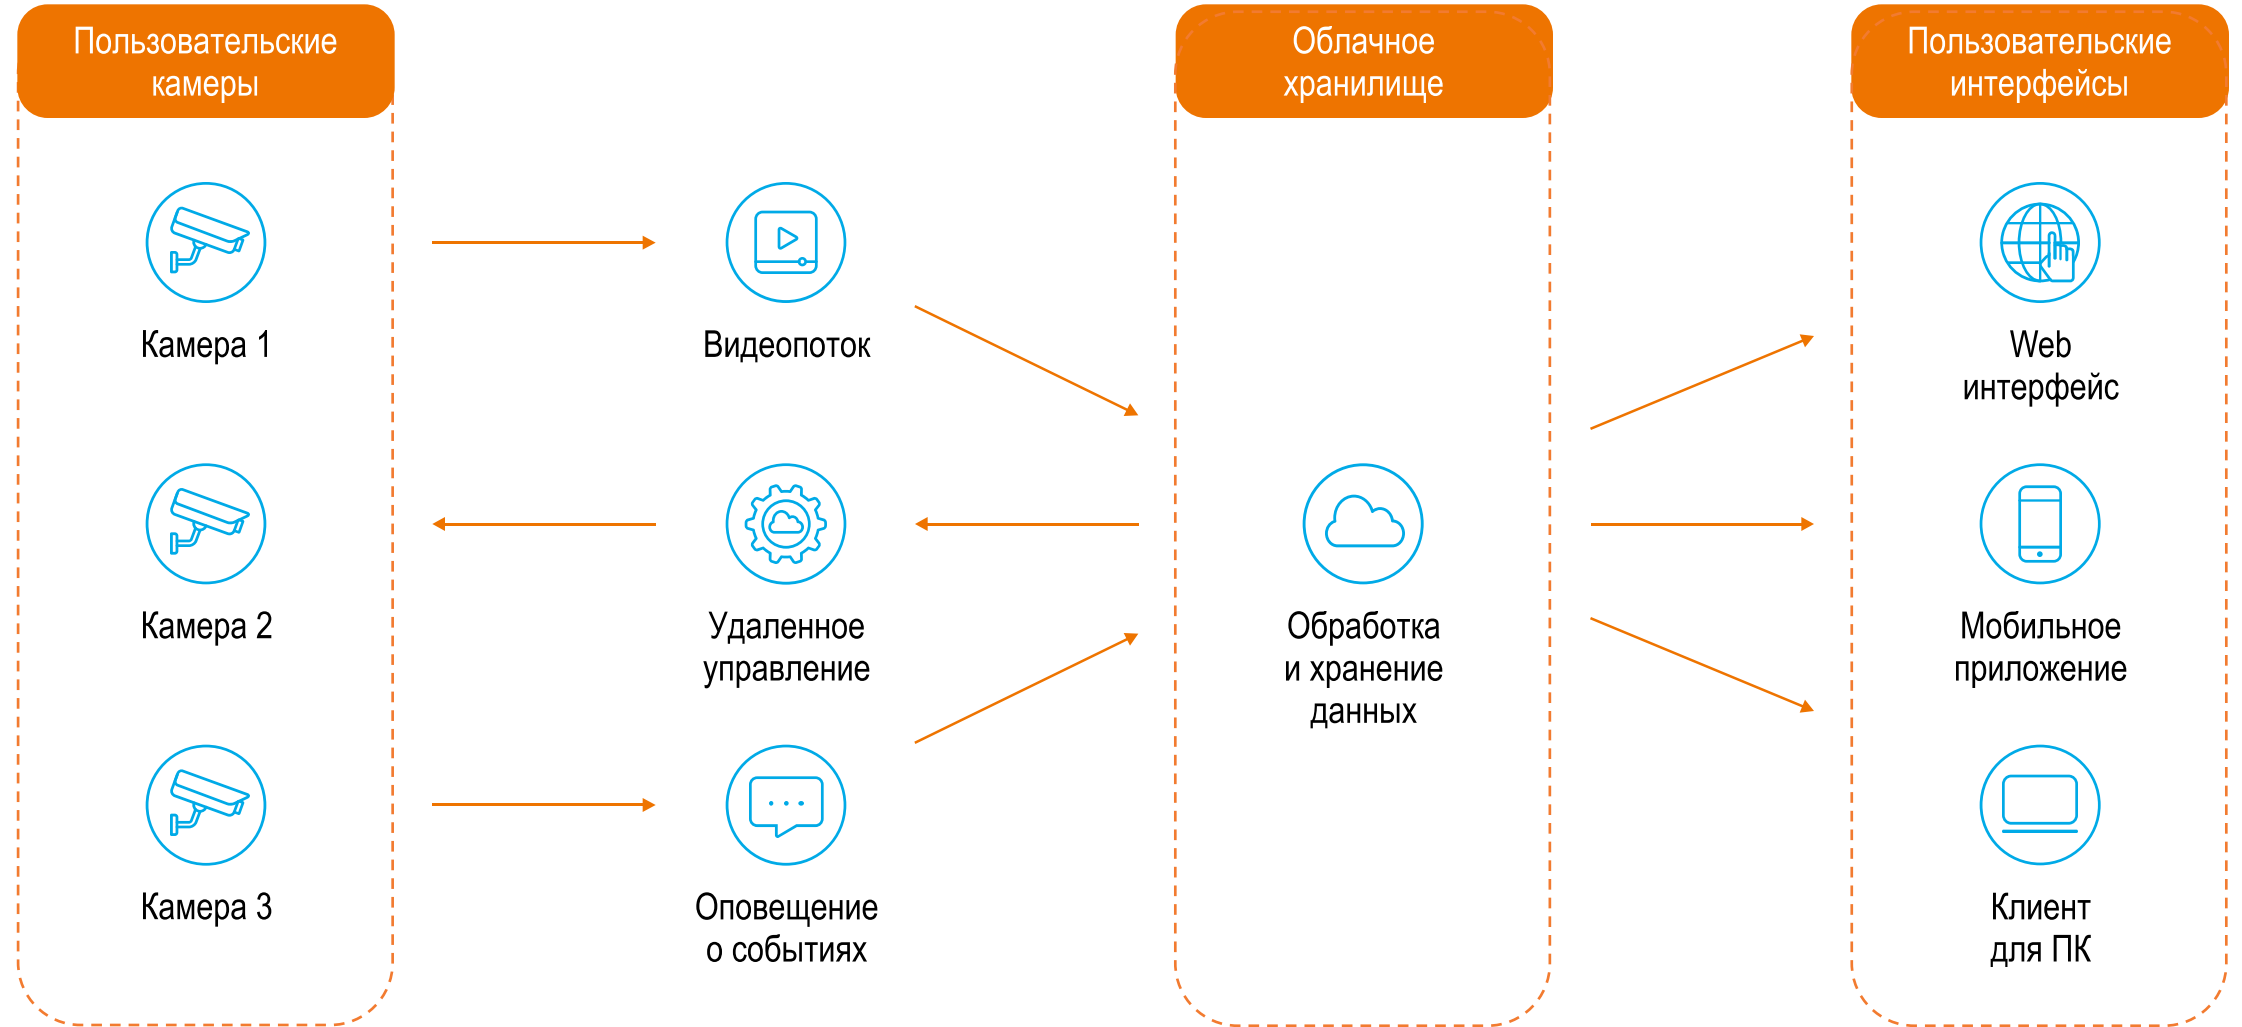 Пользовательские
камеры
Облачное
хранилище
Пользовательские
интерфейсы
Камера 1
Видеопоток
Web
интерфейс
Камера 2
Удаленное
управление
Обработка
и хранение
данных
Мобильное
приложение
Камера 3
Оповещение
о событиях
Клиент
для ПК